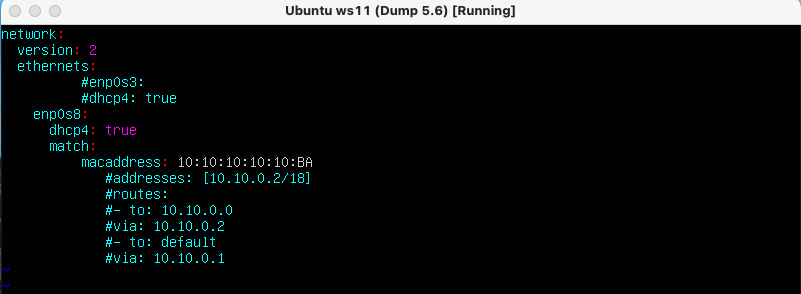 Ubuntu ws11 (Dump 5.6) [Running]
network:
  version: 2
  ethernets:
          #enp0s3:
          #dhcp4: true
    enp0s8:
      dhcp4: true
      match:
          macaddress: 10:10:10:10:10:BA
             #addresses: [10.10.0.2/18]
             #routes:
             #- to: 10.10.0.0
             #via: 10.10.0.2
             #- to: default
             #via: 10.10.0.1
~
~